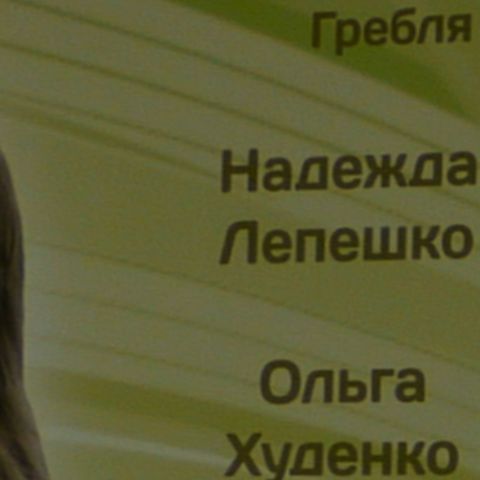 Гребля
Надежда
Лепешко
Ольга
Худенко